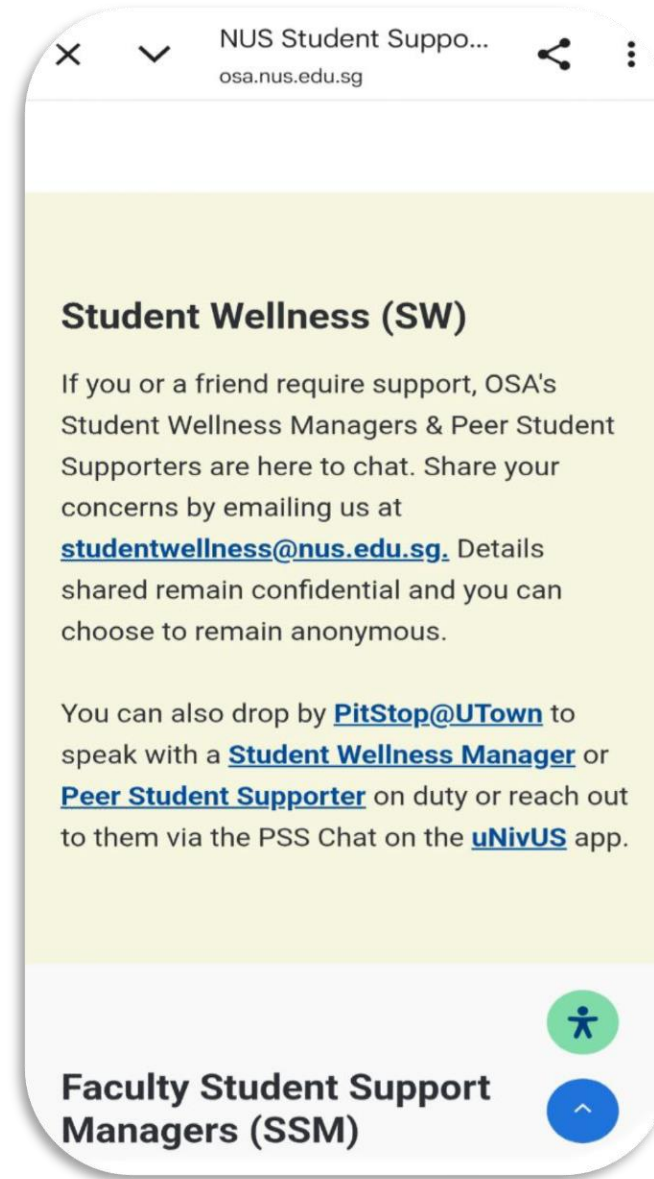 NUS Student Suppo...
osa.nus.edu.sg
Student Wellness (SW)
If you or a friend require support, OSA's
Student Wellness Managers & Peer Student
Supporters are here to chat. Share your
concerns by emailing us at
studentwellness@nus.edu.sg. Details
shared remain confidential and you can
choose to remain anonymous.
You can also drop by PitStop@UTown to
speak with a Student Wellness Manager or
Peer Student Supporter on duty or reach out
to them via the PSS Chat on the uNivUS app.
Faculty Student Support
Managers (SSM)